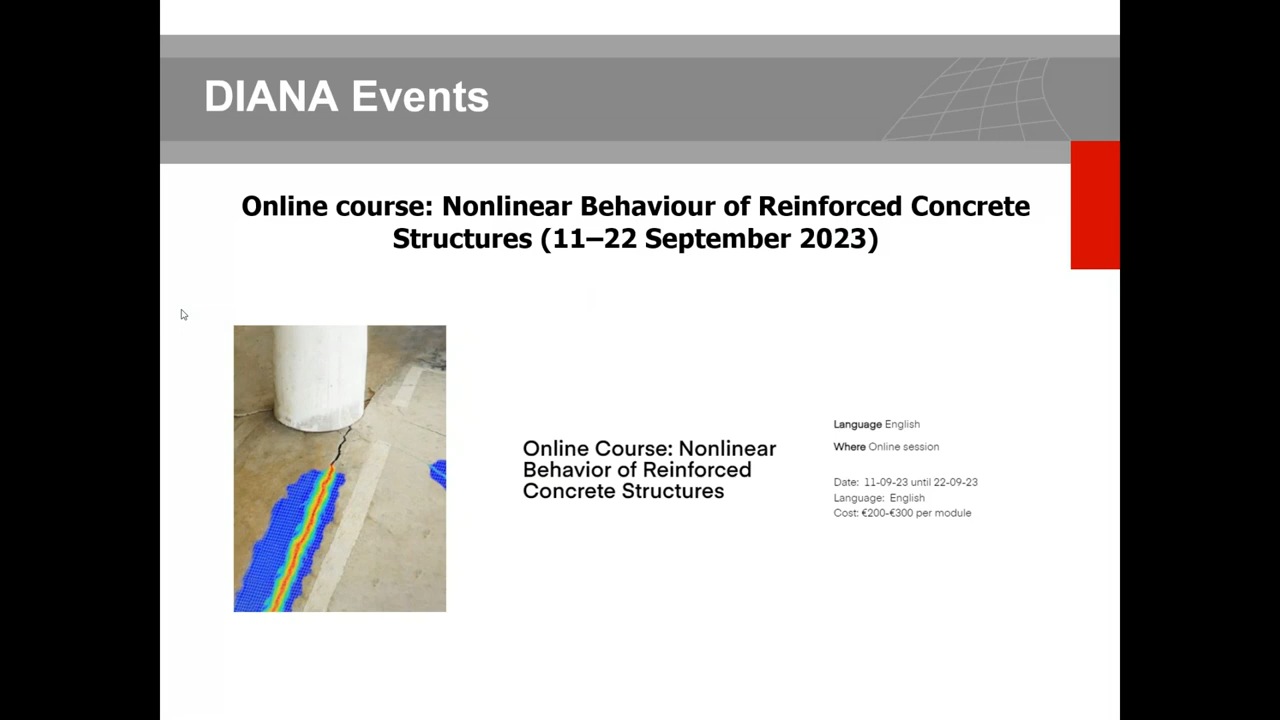 DIANA Events
Online course: Nonlinear Behaviour of Reinforced Concrete
Structures (11–22 September 2023)
Online Course: Nonlinear
Behavior of Reinforced
Concrete Structures
Language English
Where Online session
Date: 11-09-23 until 22-09-23
Language: English
Cost: €200-€300 per module